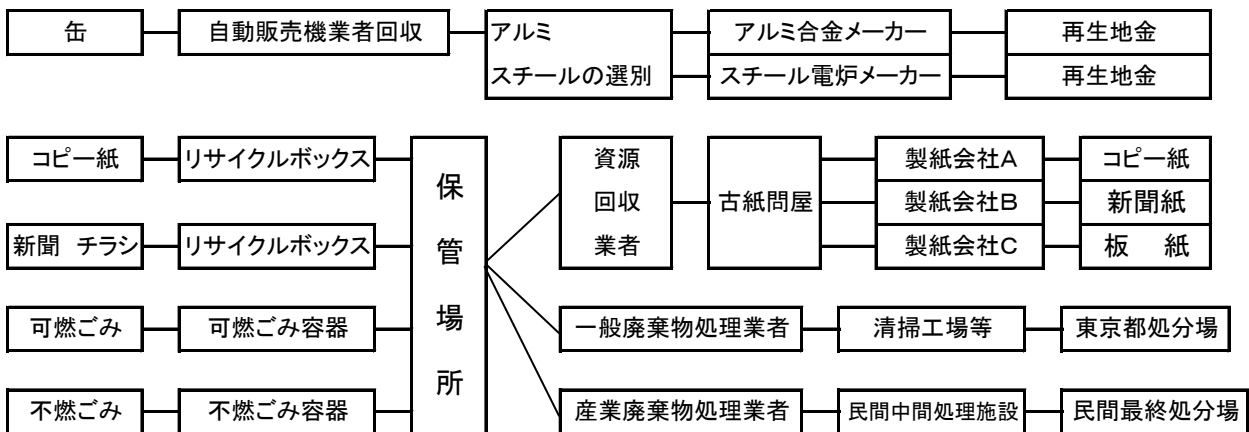 缶 自動販売機業者回収 アルミ アルミ合金メーカー 再生地金
スチールの選別 スチール電炉メーカー 再生地金
コピー紙 リサイクルボックス 資源 製紙会社A コピー紙
保 回収 古紙問屋 製紙会社B 新聞紙
新聞 チラシ リサイクルボックス 管 業者 製紙会社C 板 紙
可燃ごみ 可燃ごみ容器 場 一般廃棄物処理業者 清掃工場等 東京都処分場
所
不燃ごみ 不燃ごみ容器 産業廃棄物処理業者 民間中間処理施設 民間最終処分場